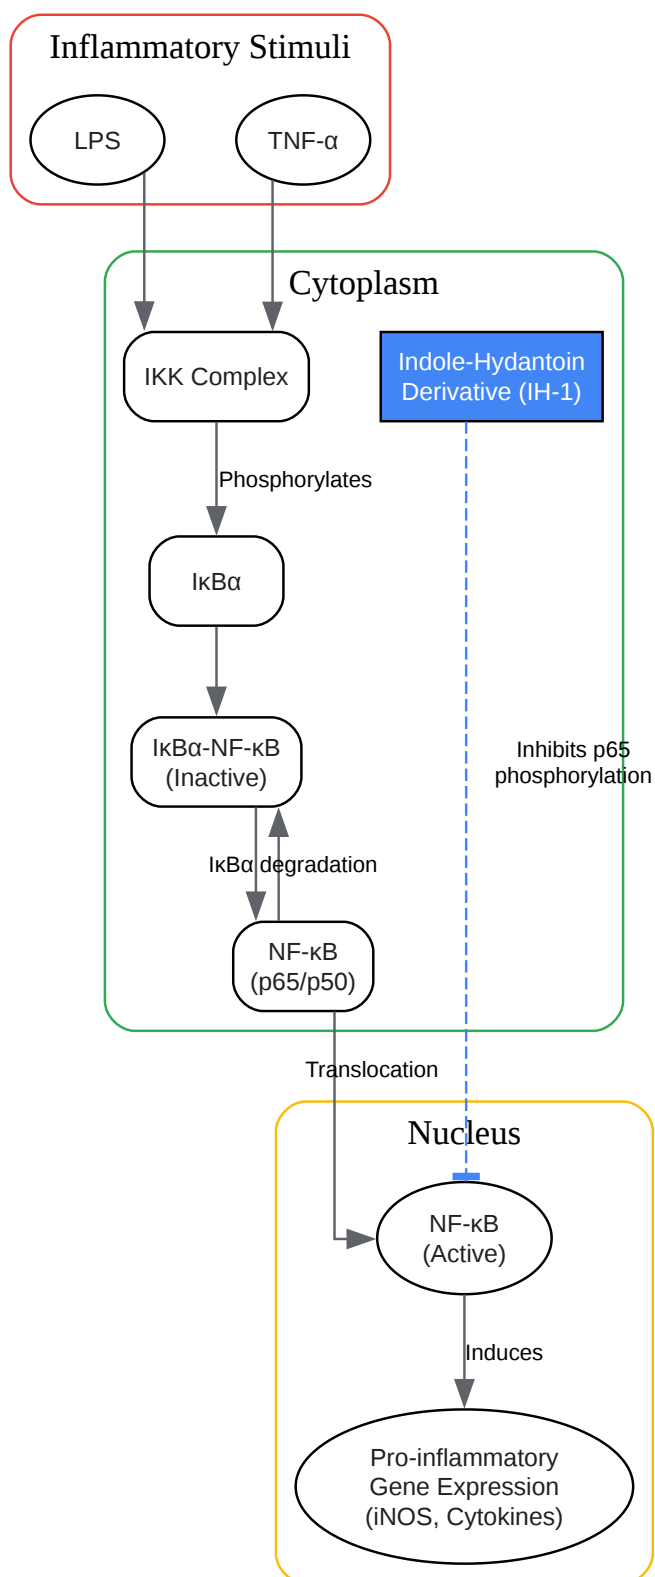 Inflammatory Stimuli
LPS
TNF-α
Cytoplasm
IKK Complex
Indole-Hydantoin
Derivative (IH-1)
Phosphorylates
IκBα
IκBα-NF-κB
(Inactive)
Inhibits p65
phosphorylation
IκBα degradation
NF-κB
(p65/p50)
Translocation
Nucleus
NF-κB
(Active)
Induces
Pro-inflammatory
Gene Expression
(iNOS, Cytokines)